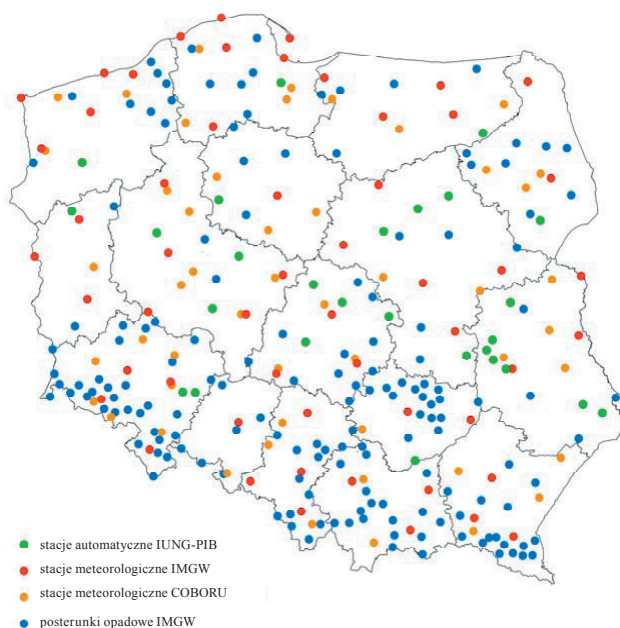 stacje automatyczne IUNG-PIB
stacje meteorologiczne IMGW
stacje meteorologiczne COBORU
posterunki opadowe IMGW